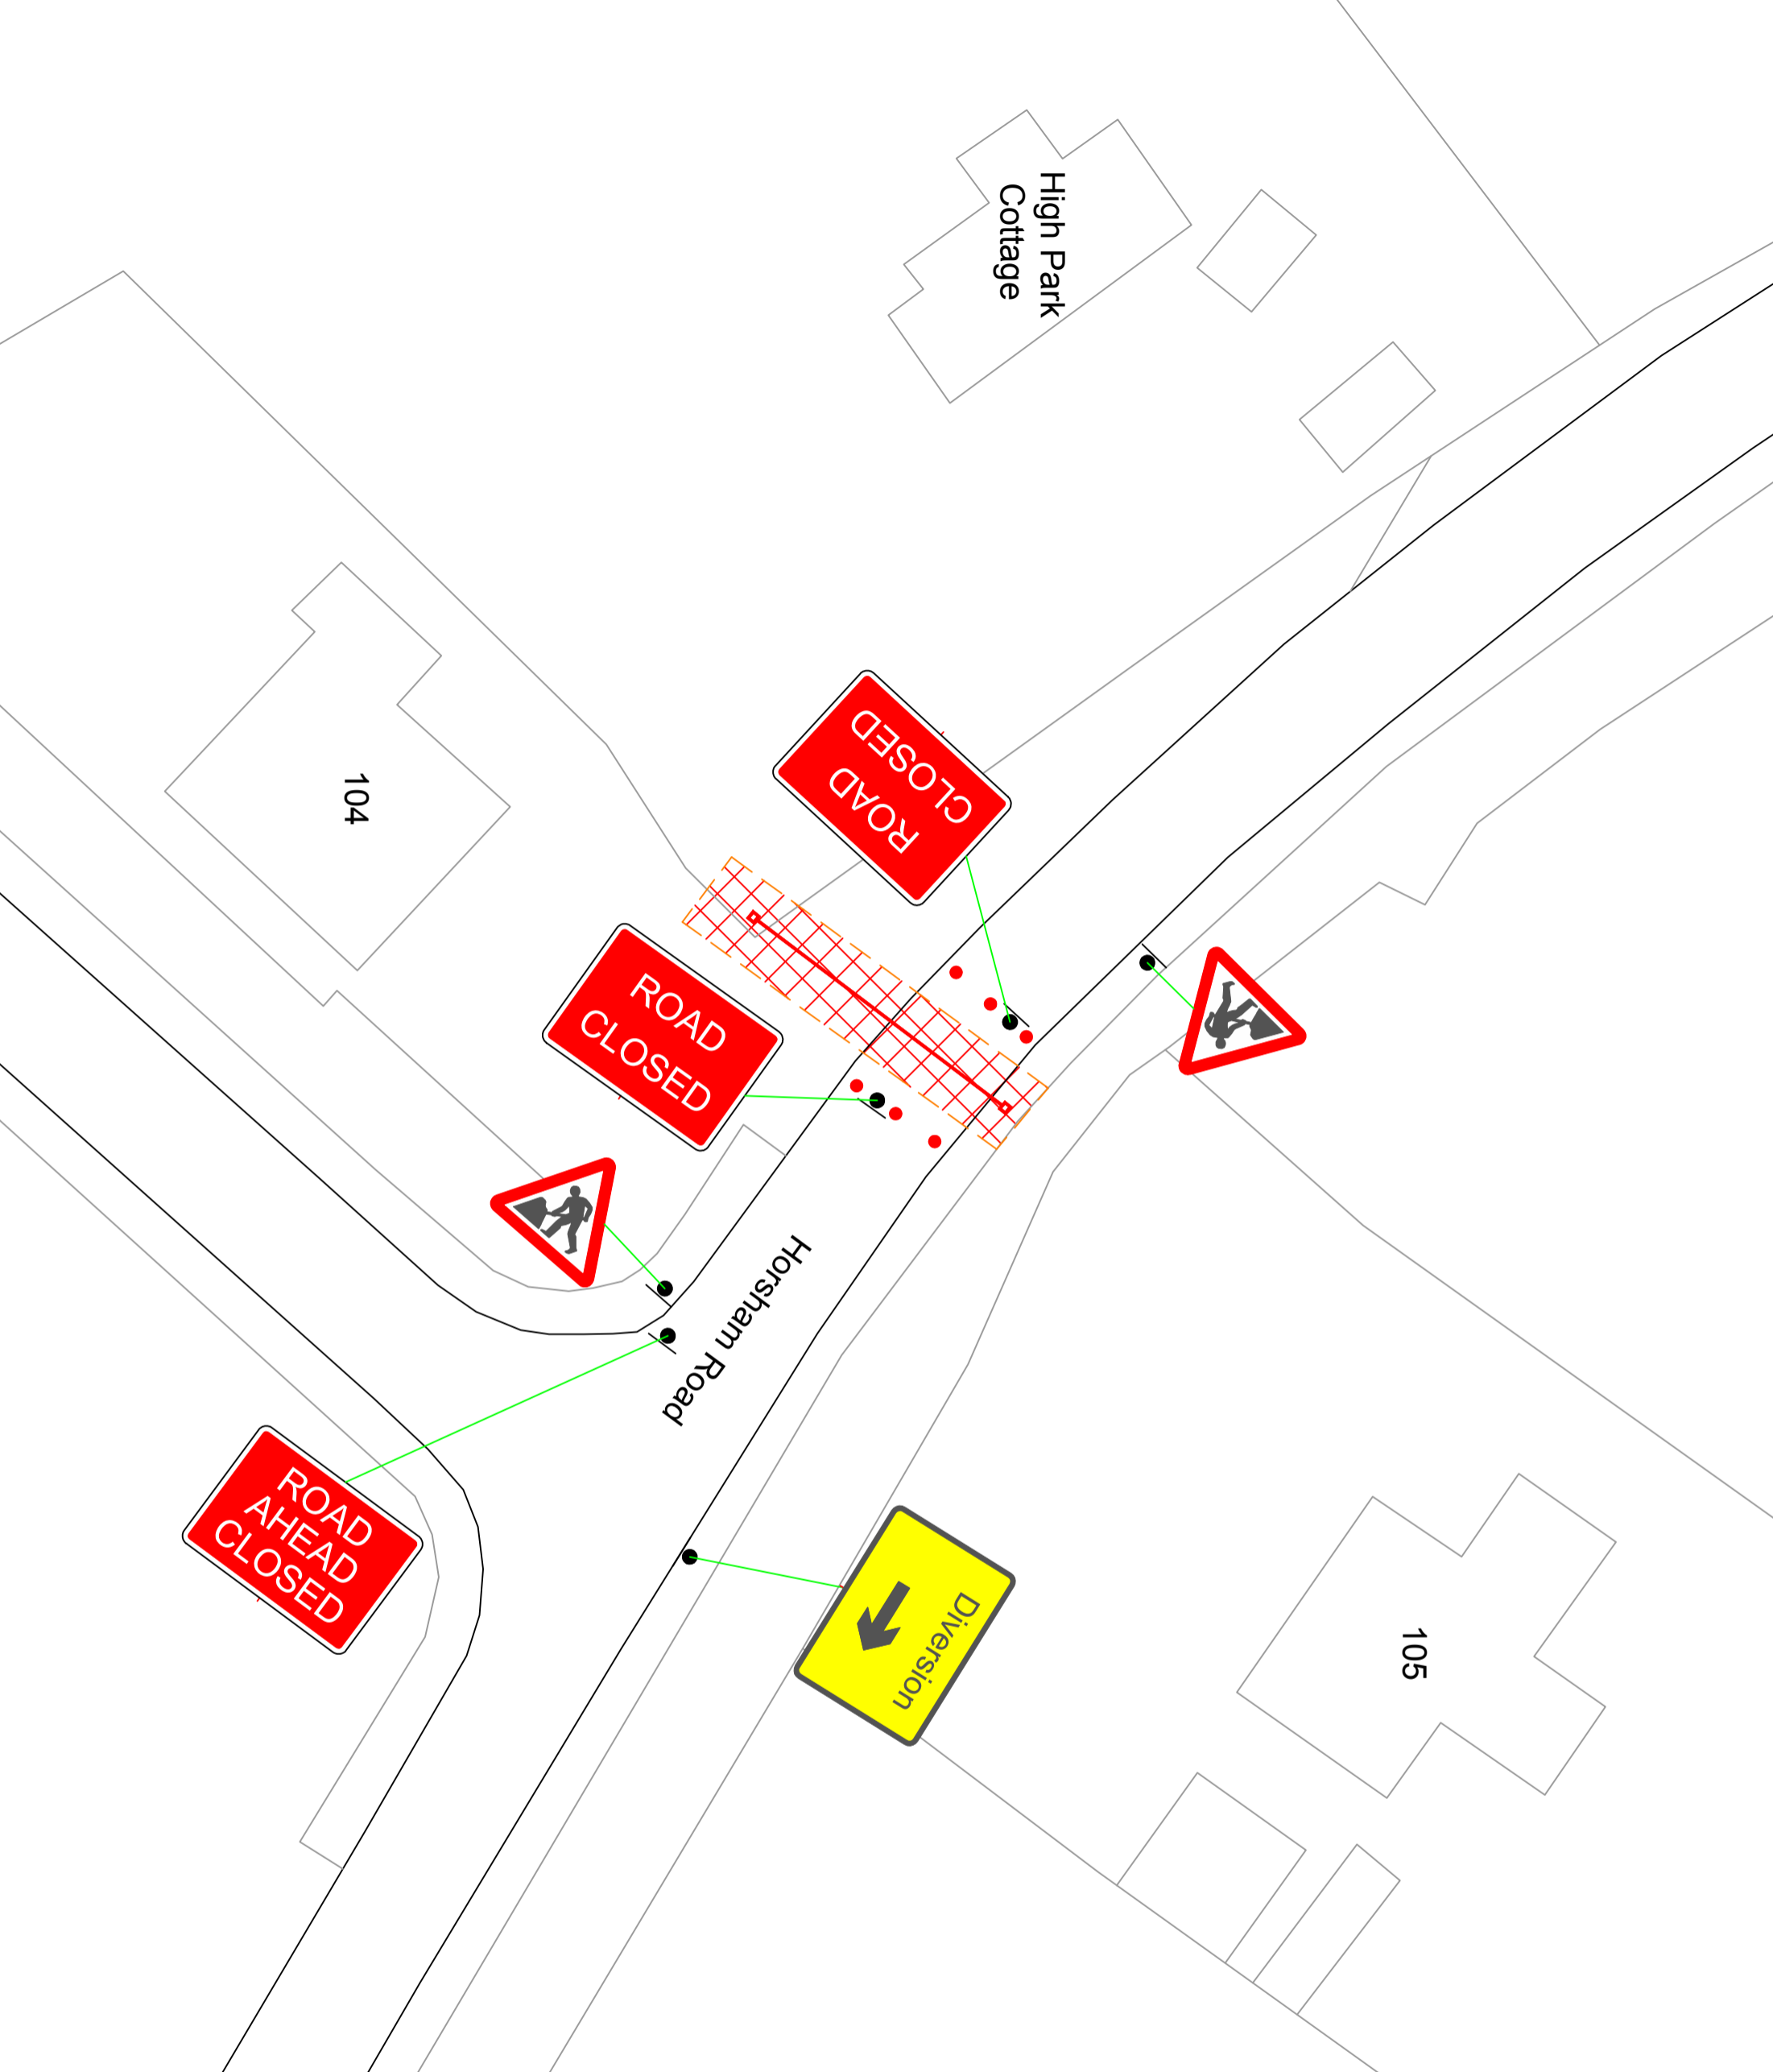 High Park
Cottage
104
ROAD
CLOSED
ROAD
CLOSED
Horsham Road
ROAD
AHEAD
CLOSED
Diversion
105